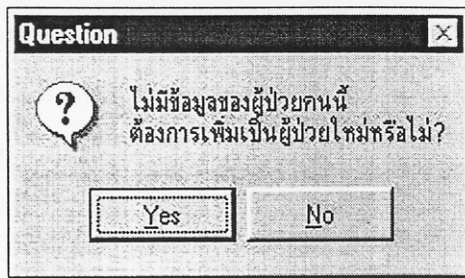 Question
ไม่มีข้อมูลของผู้ป่วยคนนี้
ต้องการเพิ่มเป็นผู้ป่วยใหม่หรือไม่?
Yes
No